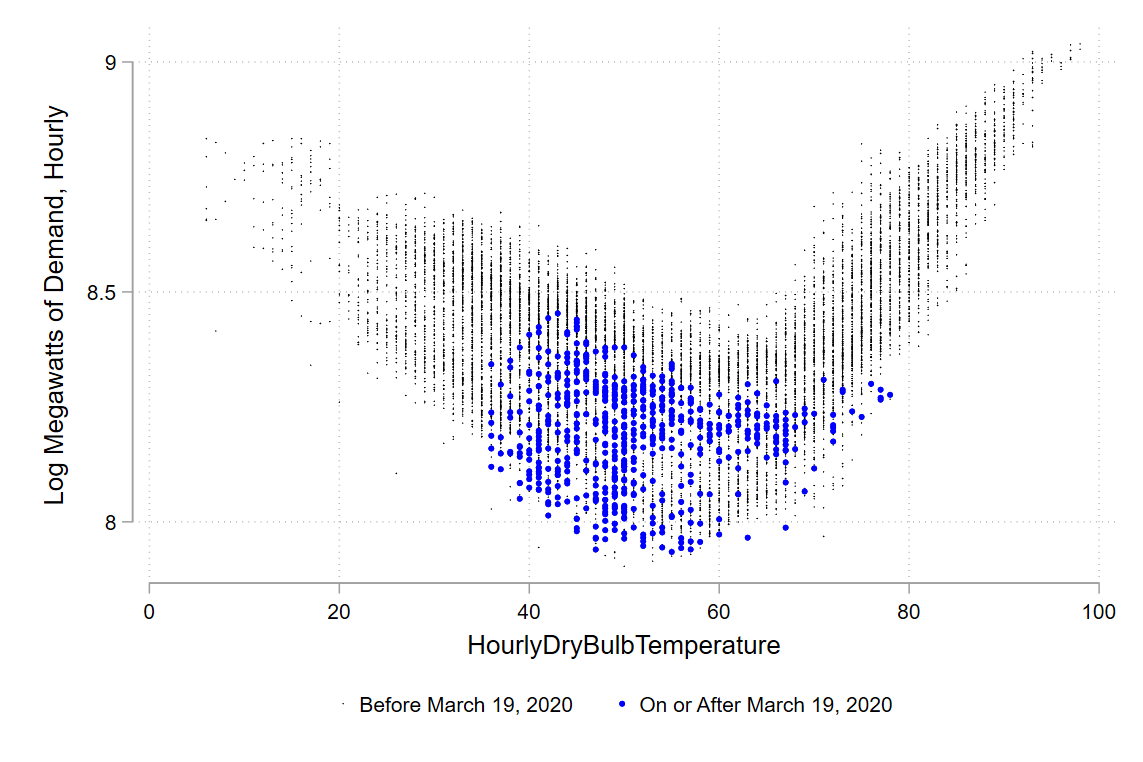 Log Megawatts of Demand, Hourly
9
8.5
8
0 20 40 60 80 100
HourlyDryBulbTemperature
Before March 19, 2020 On or After March 19, 2020